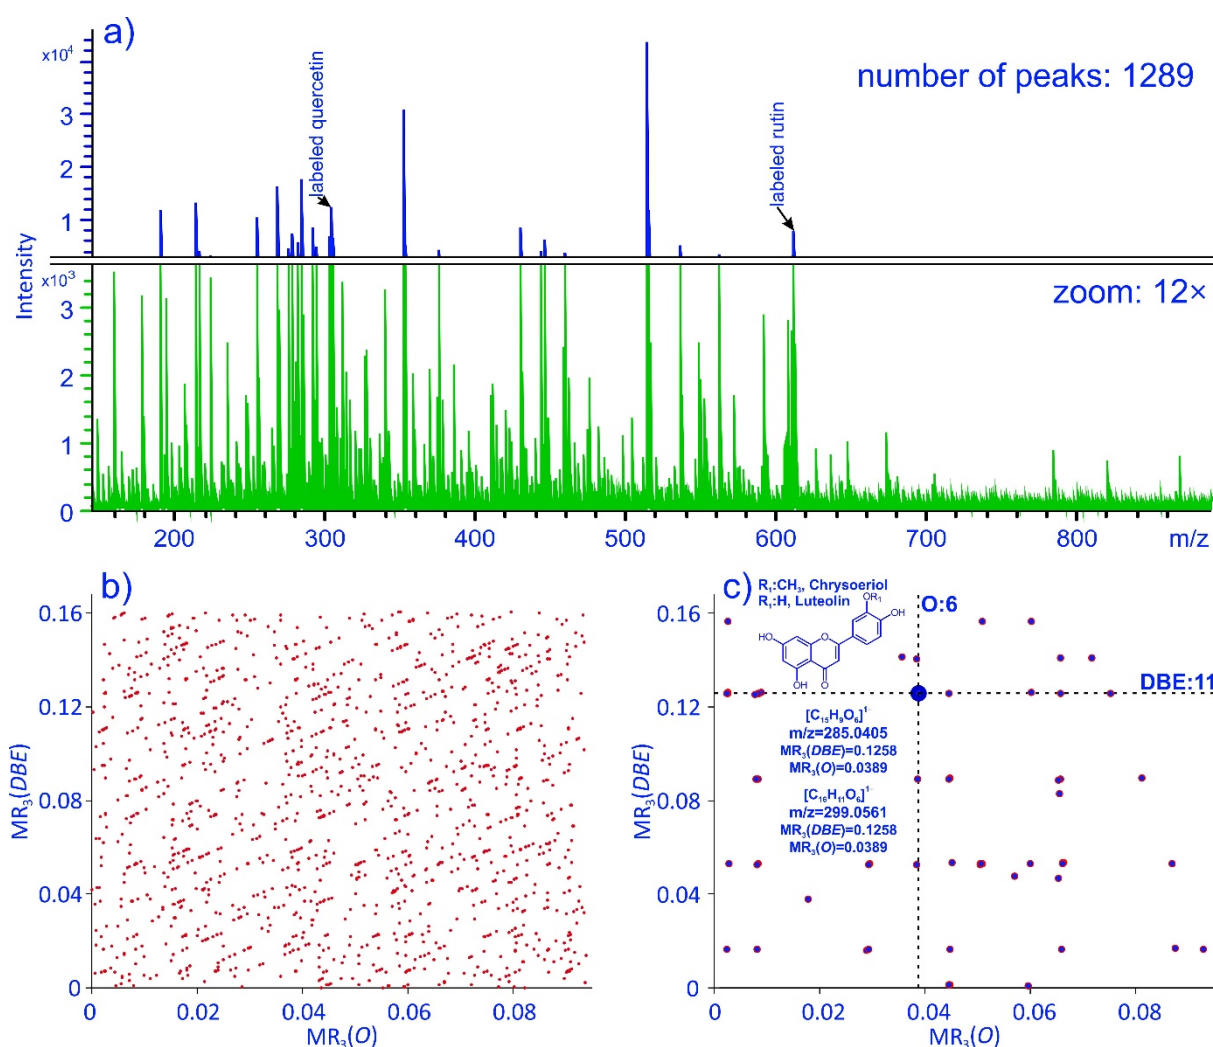 a)
x10⁴
number of peaks: 1289
labeled quercetin
labeled rutin
3
2
1
Intensity
x10³
zoom: 12×
3
2
1
0
200
300
400
500
600
700
800
m/z
b)
0.16
0.12
0.08
0.04
0
MR₃(DBE)
0
0.02
0.04
0.06
0.08
MR₃(O)
c)
R₁:CH₃, Chrysoeriol
R₁:H, Luteolin
O:6
OR₁
OH
HO
O
OH
O
DBE:11
[C₁₅H₉O₆]¹⁻
m/z=285.0405
MR₃(DBE)=0.1258
MR₃(O)=0.0389
[C₁₆H₁₁O₆]¹⁻
m/z=299.0561
MR₃(DBE)=0.1258
MR₃(O)=0.0389
0.16
0.12
0.08
0.04
0
MR₃(DBE)
0
0.02
0.04
0.06
0.08
MR₃(O)